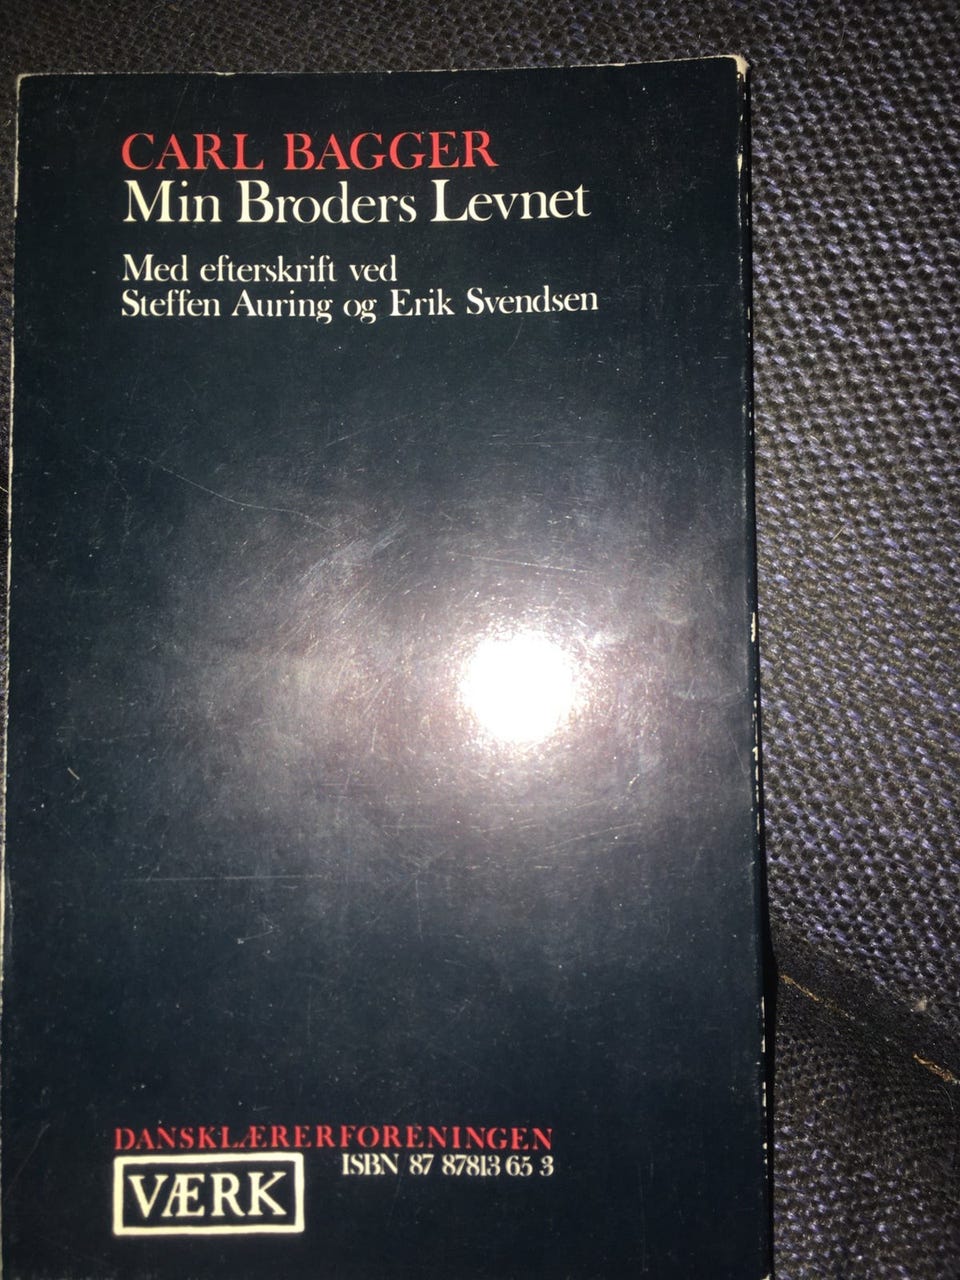 CARL BAGGER
Min Broders Levnet
Med efterskrift ved
Steffen Auring og Erik Svendsen
DANSKLÆRERFORENINGEN
ISBN 87 87813 65 3
VÆRK